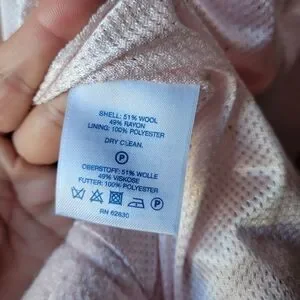 SHELL: 51% WOOL
49% RAYON
LINING: 100% POLYESTER
DRY CLEAN.
P
OBERSTOFF: 51% WOLLE
49% VISKOSE
FUTTER: 100% POLYESTER
P
RN 62830